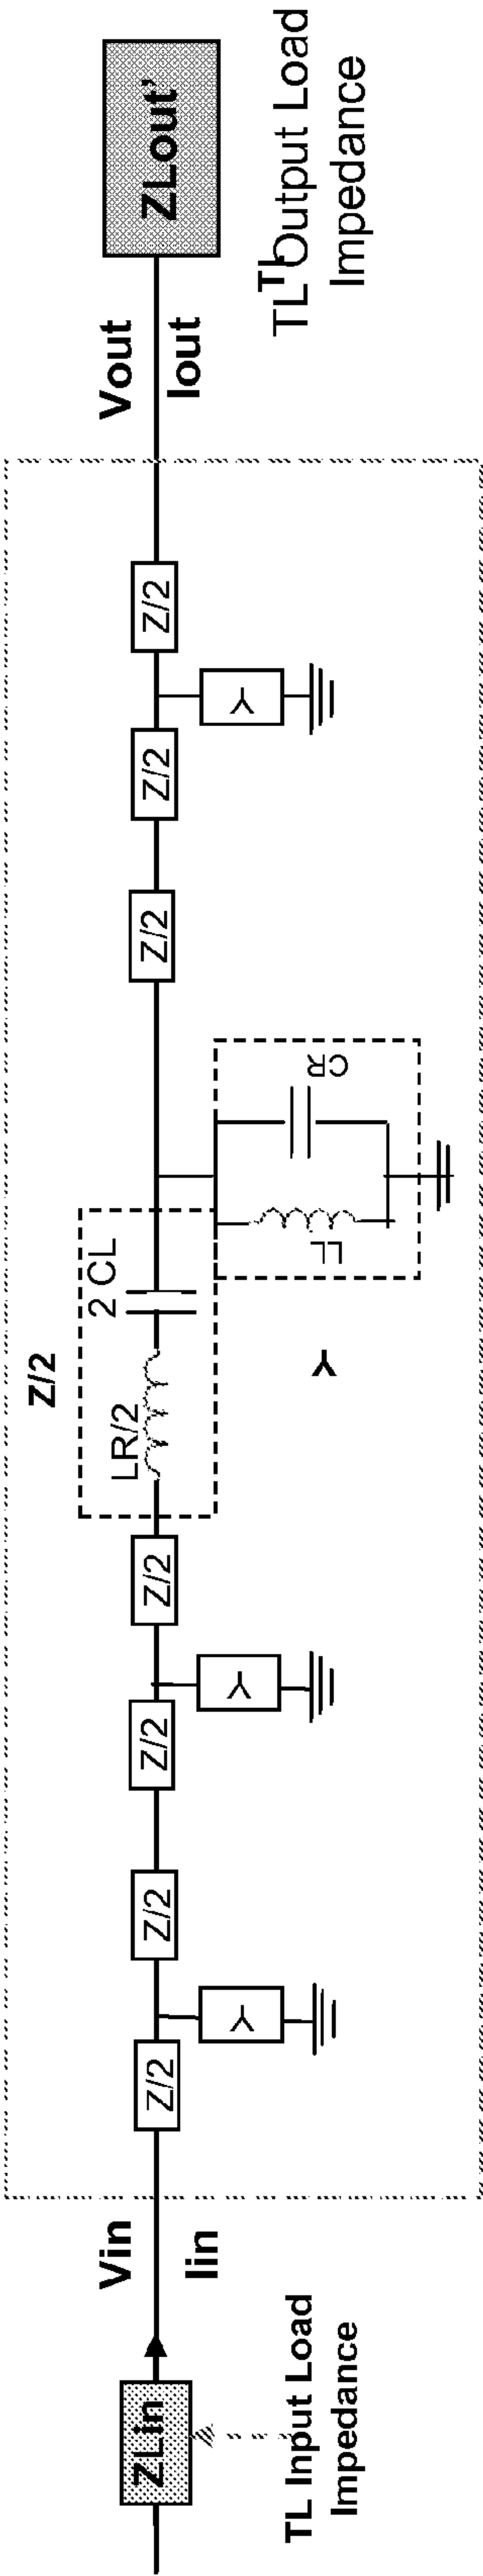 ZLin
TL Input Load
Impedance
Vin
Iin
Z/2
Y
Z/2
Z/2
Y
Z/2
Z/2
LR/2
2 CL
LL
CR
Y
Z/2
Z/2
Y
Z/2
Vout
Iout
ZLout'
TL
TL Output Load
Impedance